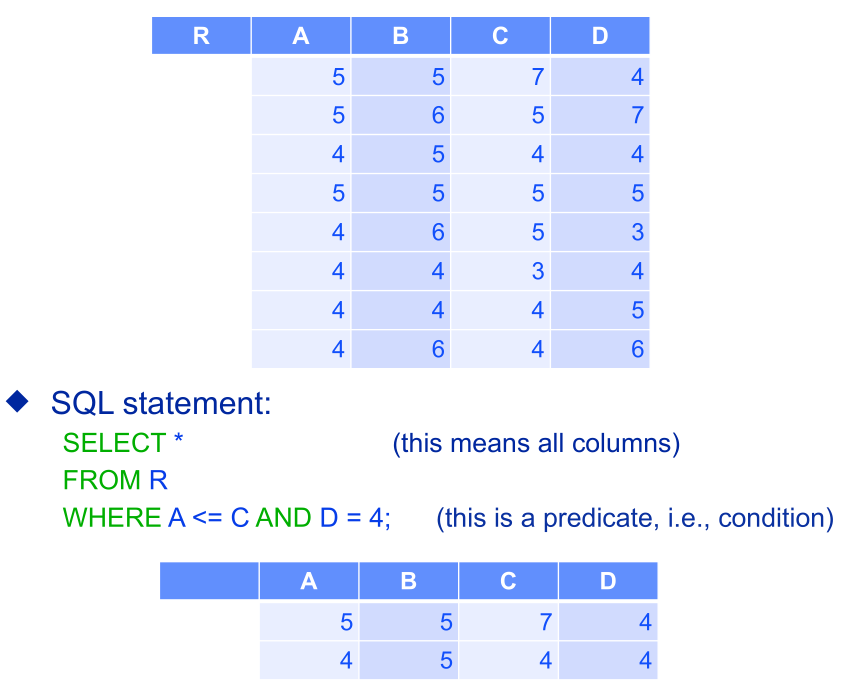 R A B C D
5 5 7 4
5 6 5 7
4 5 4 4
5 5 5 5
4 6 5 3
4 4 3 4
4 4 4 5
4 6 4 6
SQL statement:
SELECT * (this means all columns)
FROM R
WHERE A <= C AND D = 4; (this is a predicate, i.e., condition)
A B C D
5 5 7 4
4 5 4 4